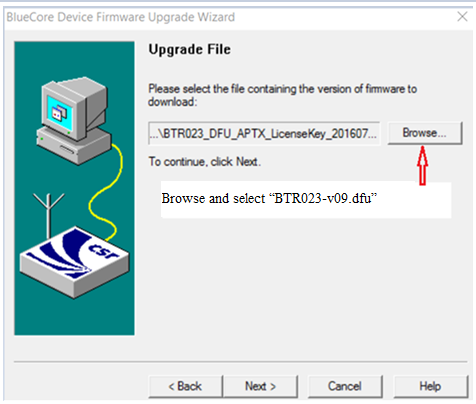 BlueCore Device Firmware Upgrade Wizard
Upgrade File
Please select the file containing the version of firmware to
download:
...\BTR023_DFU_APTX_LicenseKey_201607...
Browse...
To continue, click Next.
Browse and select “BTR023-v09.dfu”
CSR
< Back
Next >
Cancel
Help